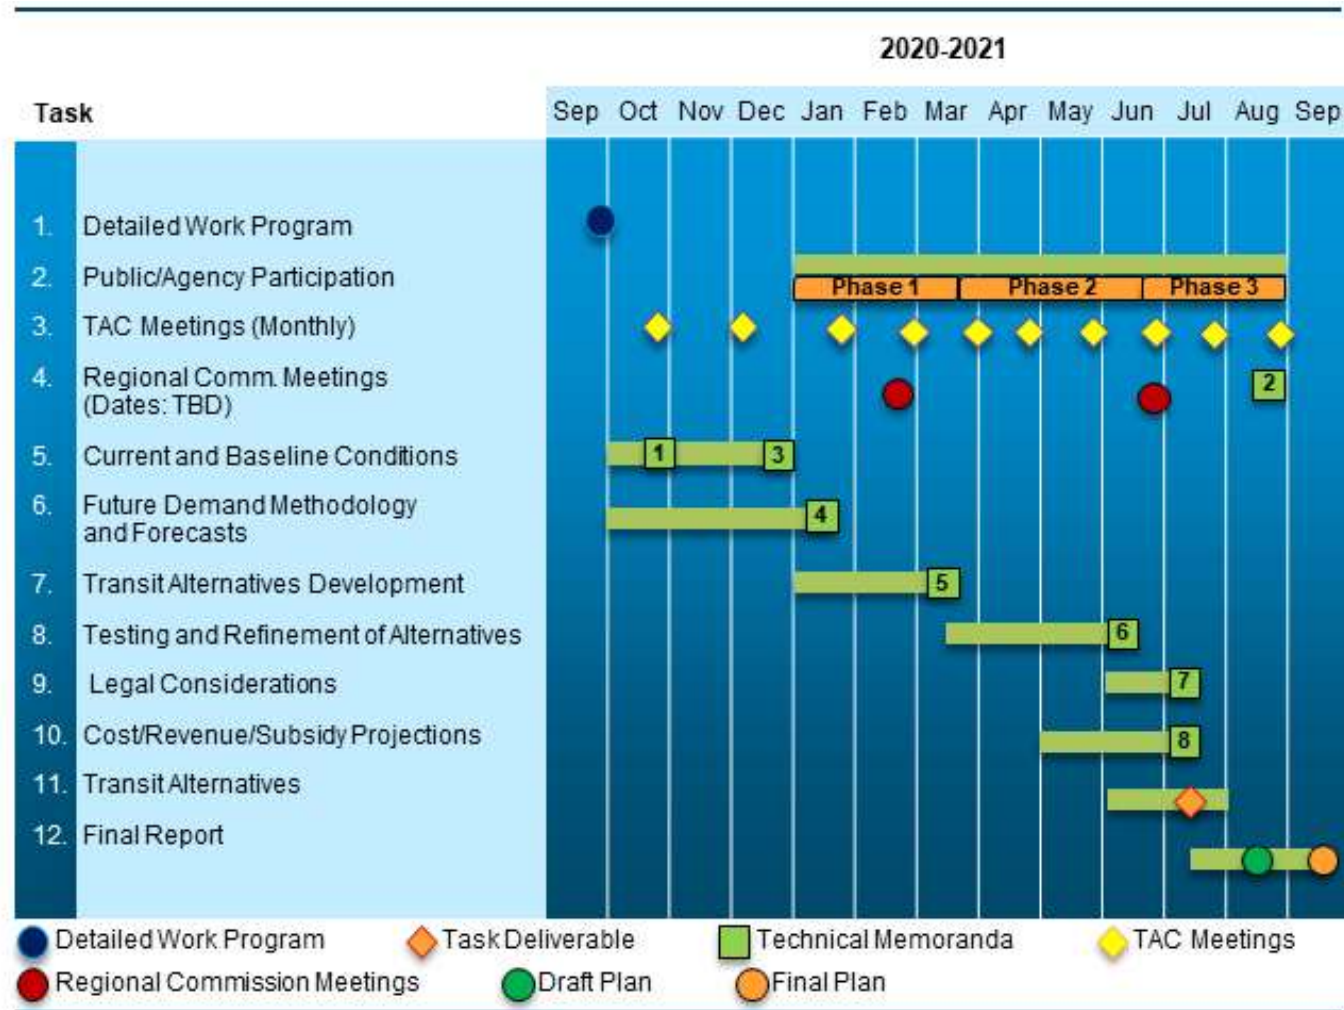 2020-2021
Task
Sep Oct Nov Dec Jan Feb Mar Apr May Jun Jul Aug Sep
1. Detailed Work Program
2. Public/Agency Participation
Phase 1 Phase 2 Phase 3
3. TAC Meetings (Monthly)
4. Regional Comm. Meetings
(Dates: TBD)
2
5. Current and Baseline Conditions 1 3
6. Future Demand Methodology
and Forecasts
4
7. Transit Alternatives Development 5
8. Testing and Refinement of Alternatives 6
9. Legal Considerations 7
10. Cost/Revenue/Subsidy Projections 8
11. Transit Alternatives
12. Final Report
Detailed Work Program Task Deliverable Technical Memoranda TAC Meetings
Regional Commission Meetings Draft Plan Final Plan